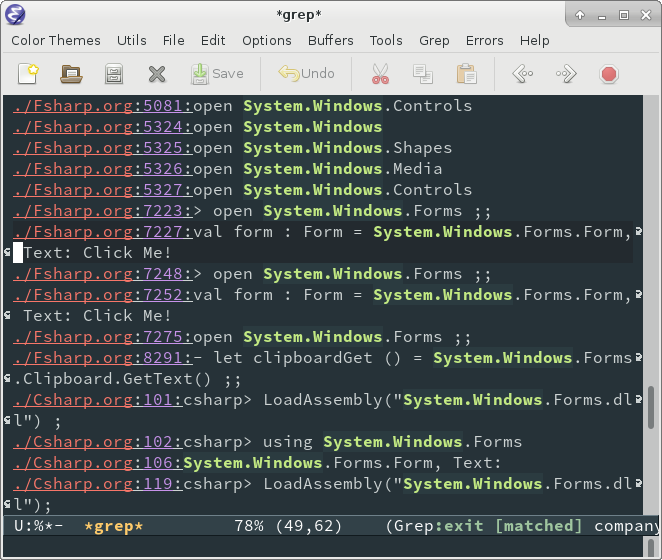 *grep*
Color Themes Utils File Edit Options Buffers Tools Grep Errors Help
Save Undo
./Fsharp.org:5081:open System.Windows.Controls
./Fsharp.org:5324:open System.Windows
./Fsharp.org:5325:open System.Windows.Shapes
./Fsharp.org:5326:open System.Windows.Media
./Fsharp.org:5327:open System.Windows.Controls
./Fsharp.org:7223:> open System.Windows.Forms ;;
./Fsharp.org:7227:val form : Form = System.Windows.Forms.Form,
Text: Click Me!
./Fsharp.org:7248:> open System.Windows.Forms ;;
./Fsharp.org:7252:val form : Form = System.Windows.Forms.Form,
Text: Click Me!
./Fsharp.org:7275:open System.Windows.Forms ;;
./Fsharp.org:8291:- let clipboardGet () = System.Windows.Forms
.Clipboard.GetText() ;;
./Csharp.org:101:csharp> LoadAssembly("System.Windows.Forms.dl
l") ;
./Csharp.org:102:csharp> using System.Windows.Forms
./Csharp.org:106:System.Windows.Forms.Form, Text:
./Csharp.org:119:csharp> LoadAssembly("System.Windows.Forms.dl
l");
U:%*- *grep* 78% (49,62) (Grep:exit [matched] company